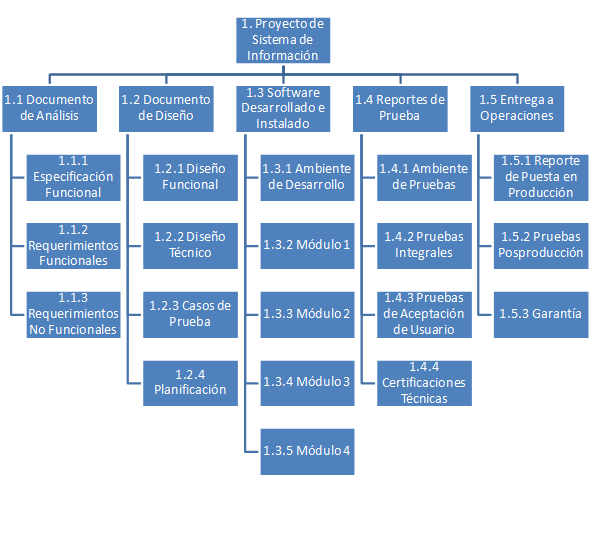 1. Proyecto de
Sistema de
Información
1.1 Documento
de Análisis
1.2 Documento
de Diseño
1.3 Software
Desarrollado e
Instalado
1.4 Reportes de
Prueba
1.5 Entrega a
Operaciones
1.1.1
Especificación
Funcional
1.1.2
Requerimientos
Funcionales
1.1.3
Requerimientos
No Funcionales
1.2.1 Diseño
Funcional
1.2.2 Diseño
Técnico
1.2.3 Casos de
Prueba
1.2.4
Planificación
1.3.1 Ambiente
de Desarrollo
1.3.2 Módulo 1
1.3.3 Módulo 2
1.3.4 Módulo 3
1.3.5 Módulo 4
1.4.1 Ambiente
de Pruebas
1.4.2 Pruebas
Integrales
1.4.3 Pruebas
de Aceptación
de Usuario
1.4.4
Certificaciones
Técnicas
1.5.1 Reporte
de Puesta en
Producción
1.5.2 Pruebas
Posproducción
1.5.3 Garantía